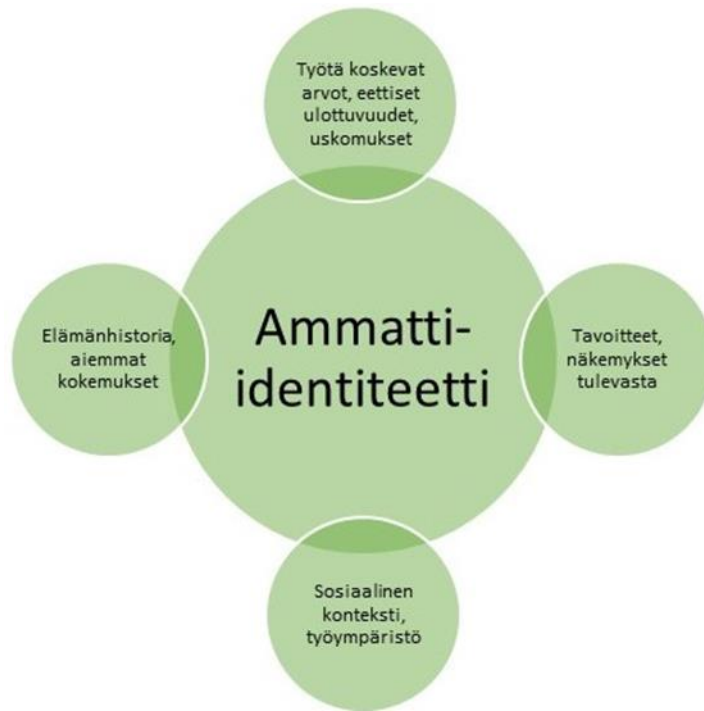 Työtä koskevat
arvot, eettiset
ulottuvuudet,
uskomukset
Elämänhistoria,
aiemmat
kokemukset
Ammatti-
identiteetti
Tavoitteet,
näkemykset
tulevasta
Sosiaalinen
konteksti,
työympäristö